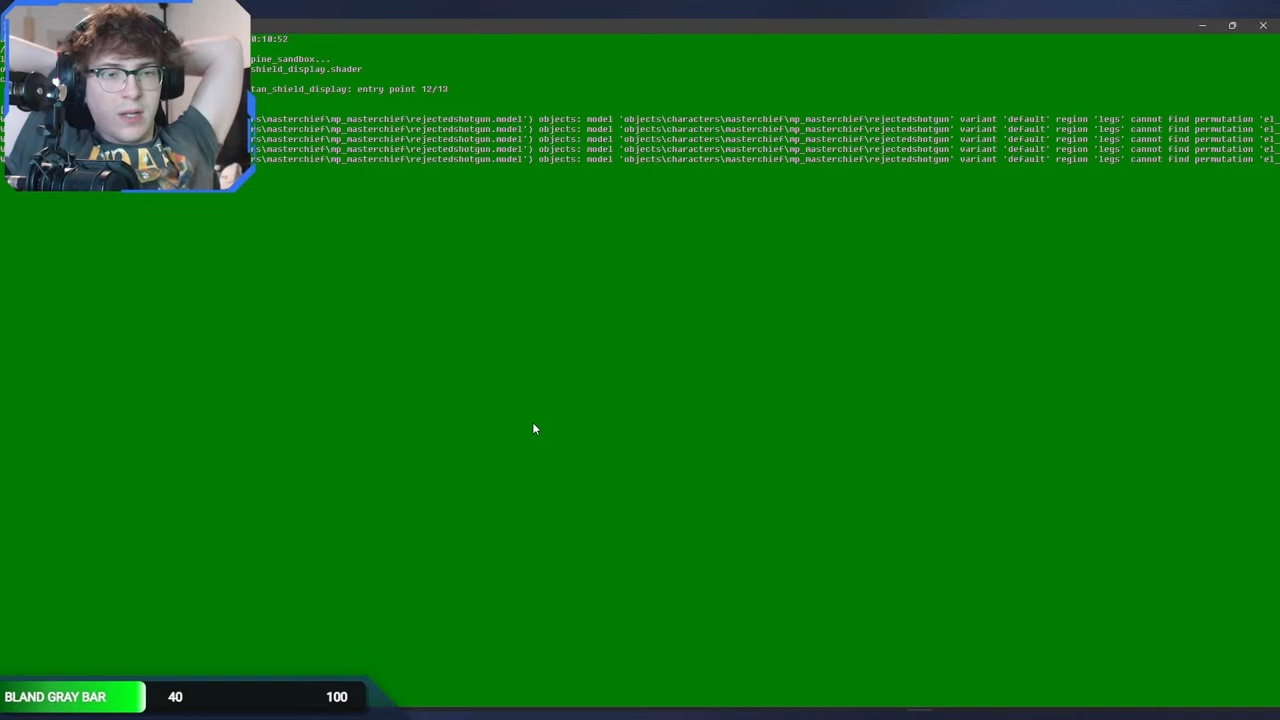 0:10:52
pine_sandbox...
shield_display.shader
tan_shield_display: entry point 12/13
rs\masterchief\mp_masterchief\rejectedshotgun.model') objects: model 'objects\characters\masterchief\mp_masterchief\rejectedshotgun' variant 'default' region 'legs' cannot find permutation 'el_
rs\masterchief\mp_masterchief\rejectedshotgun.model') objects: model 'objects\characters\masterchief\mp_masterchief\rejectedshotgun' variant 'default' region 'legs' cannot find permutation 'el_
rs\masterchief\mp_masterchief\rejectedshotgun.model') objects: model 'objects\characters\masterchief\mp_masterchief\rejectedshotgun' variant 'default' region 'legs' cannot find permutation 'el_
rs\masterchief\mp_masterchief\rejectedshotgun.model') objects: model 'objects\characters\masterchief\mp_masterchief\rejectedshotgun' variant 'default' region 'legs' cannot find permutation 'el_
rs\masterchief\mp_masterchief\rejectedshotgun.model') objects: model 'objects\characters\masterchief\mp_masterchief\rejectedshotgun' variant 'default' region 'legs' cannot find permutation 'el_
BLAND GRAY BAR 40 100